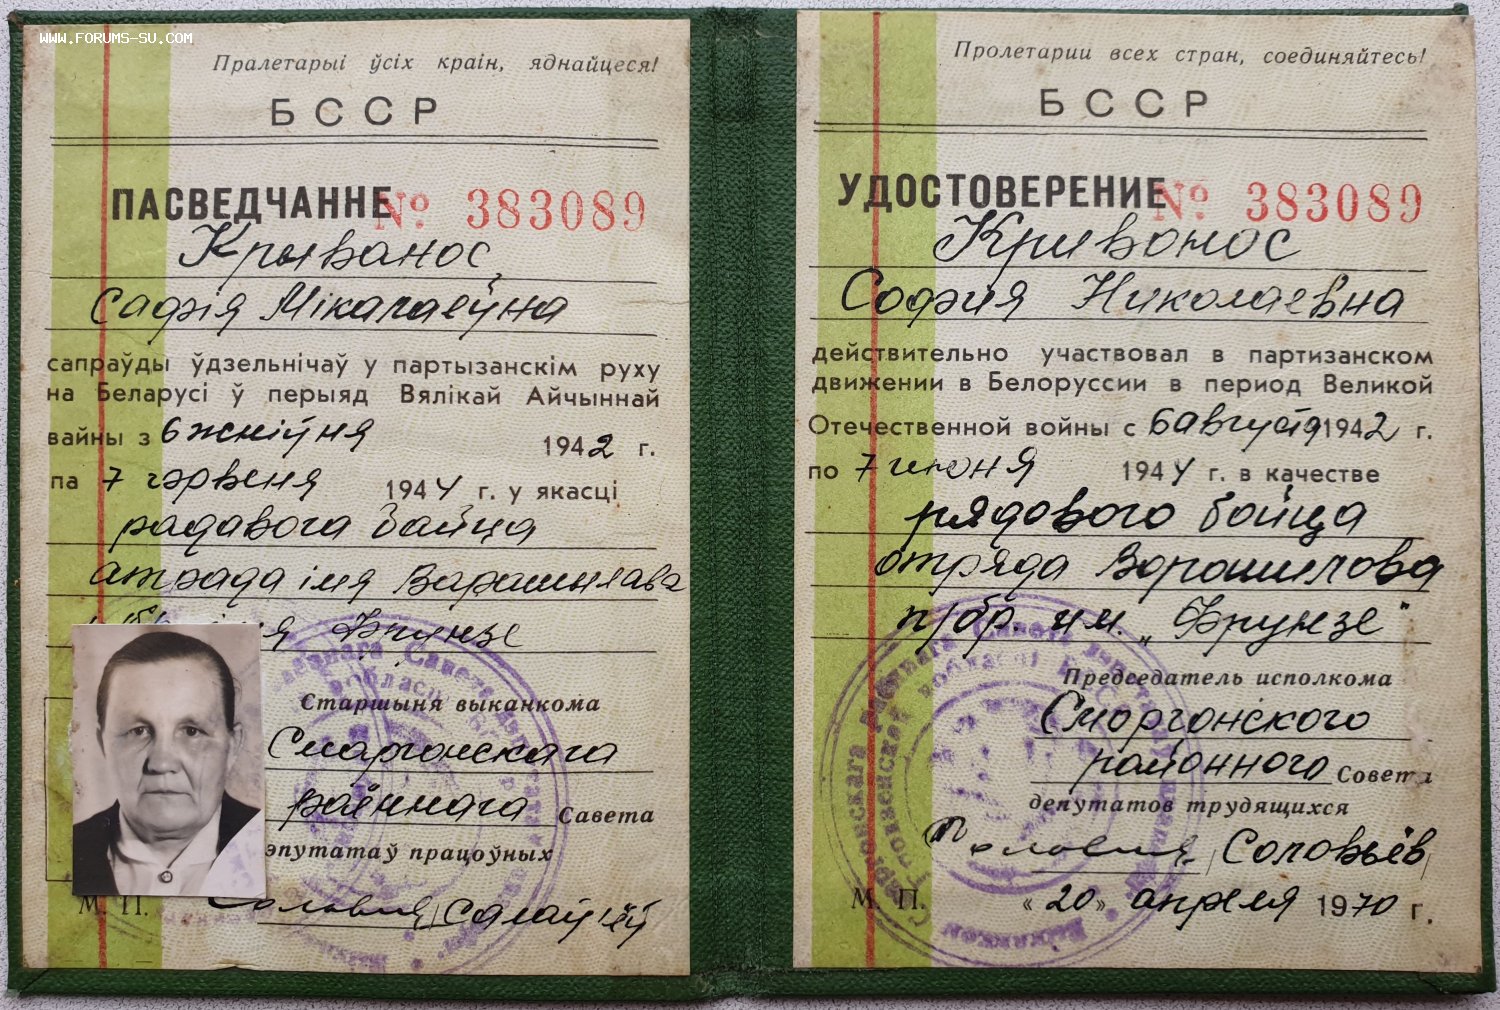 WWW.FORUMS-SU.COM
Пралетарыі ўсіх краін, яднайцеся!
БССР
ПАСВЕДЧАННЕ № 383089
Крыванос
Сафія Мікалаеўна
сапраўды ўдзельнічаў у партызанскім руху
на Беларусі ў перыяд Вялікай Айчыннай
вайны з 6 жніўня 1942 г.
па 7 чэрвеня 1944 г. у якасці
радавога байца
атрада імя Варашылава
Фрунзе
Старшыня выканкома
Смаргонскага
раённага Савета
эпутатаў працоўных
М. П.
Салаўёў
Пролетарии всех стран, соединяйтесь!
БССР
УДОСТОВЕРЕНИЕ № 383089
Кривонос
София Николаевна
действительно участвовал в партизанском
движении в Белоруссии в период Великой
Отечественной войны с 6 августа 1942 г.
по 7 июня 1944 г. в качестве
рядового бойца
отряда Ворошилова
п/бр. им. „Фрунзе"
Председатель исполкома
Сморгонского
районного Совета
депутатов трудящихся
/Соловьёв/
М. П. «20» апреля 1970 г.